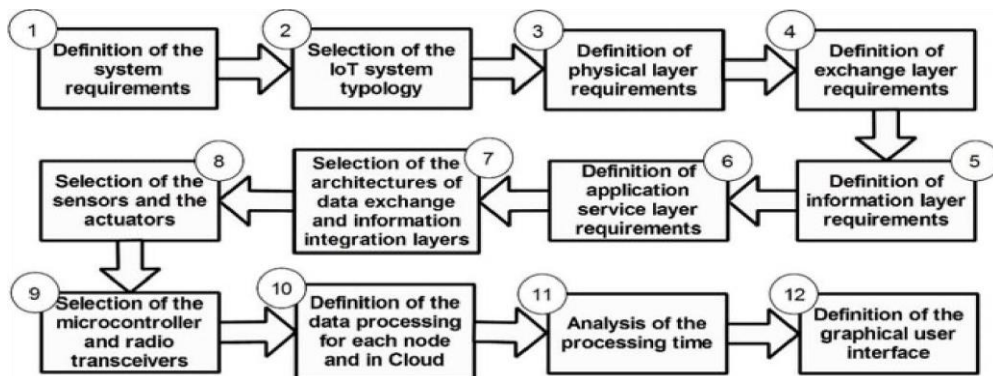 1
Definition of the
system
requirements
2
Selection of the
IoT system
typology
3
Definition of
physical layer
requirements
4
Definition of
exchange layer
requirements
5
Definition of
information layer
requirements
6
Definition of
application
service layer
requirements
7
Selection of the
architectures of
data exchange
and information
integration layers
8
Selection of the
sensors and the
actuators
9
Selection of the
microcontroller
and radio
transceivers
10
Definition of the
data processing
for each node
and in Cloud
11
Analysis of the
processing time
12
Definition of the
graphical user
interface